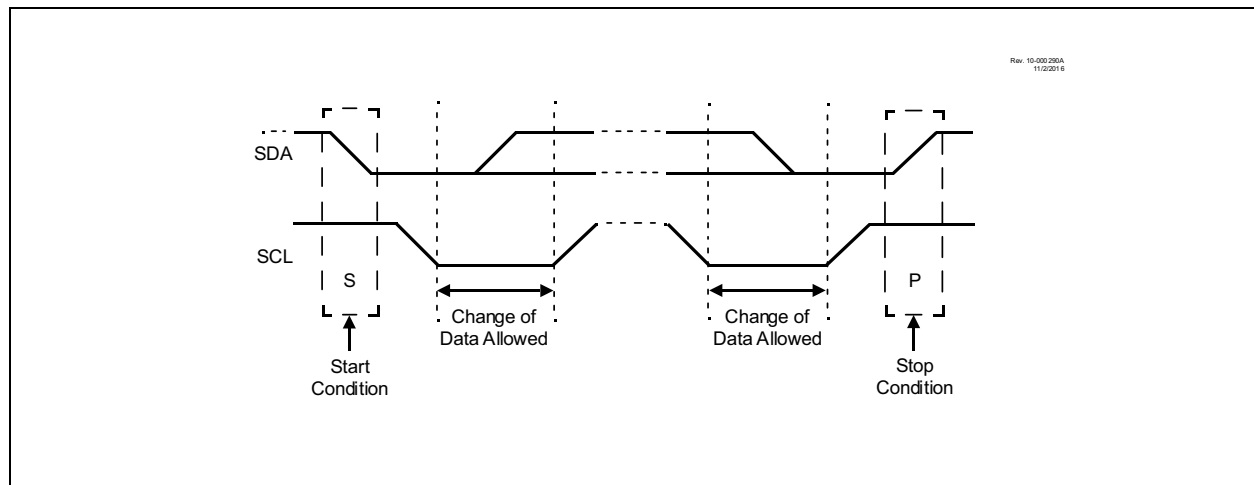 Rev. 10-000290A
11/2/2016
SDA
SCL
S
P
Change of
Data Allowed
Change of
Data Allowed
Start
Condition
Stop
Condition